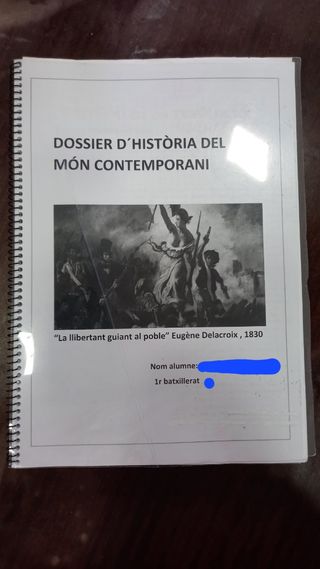 DOSSIER D´HISTÒRIA DEL
MÓN CONTEMPORANI
"La llibertant guiant al poble" Eugène Delacroix , 1830
Nom alumne:
1r batxillerat